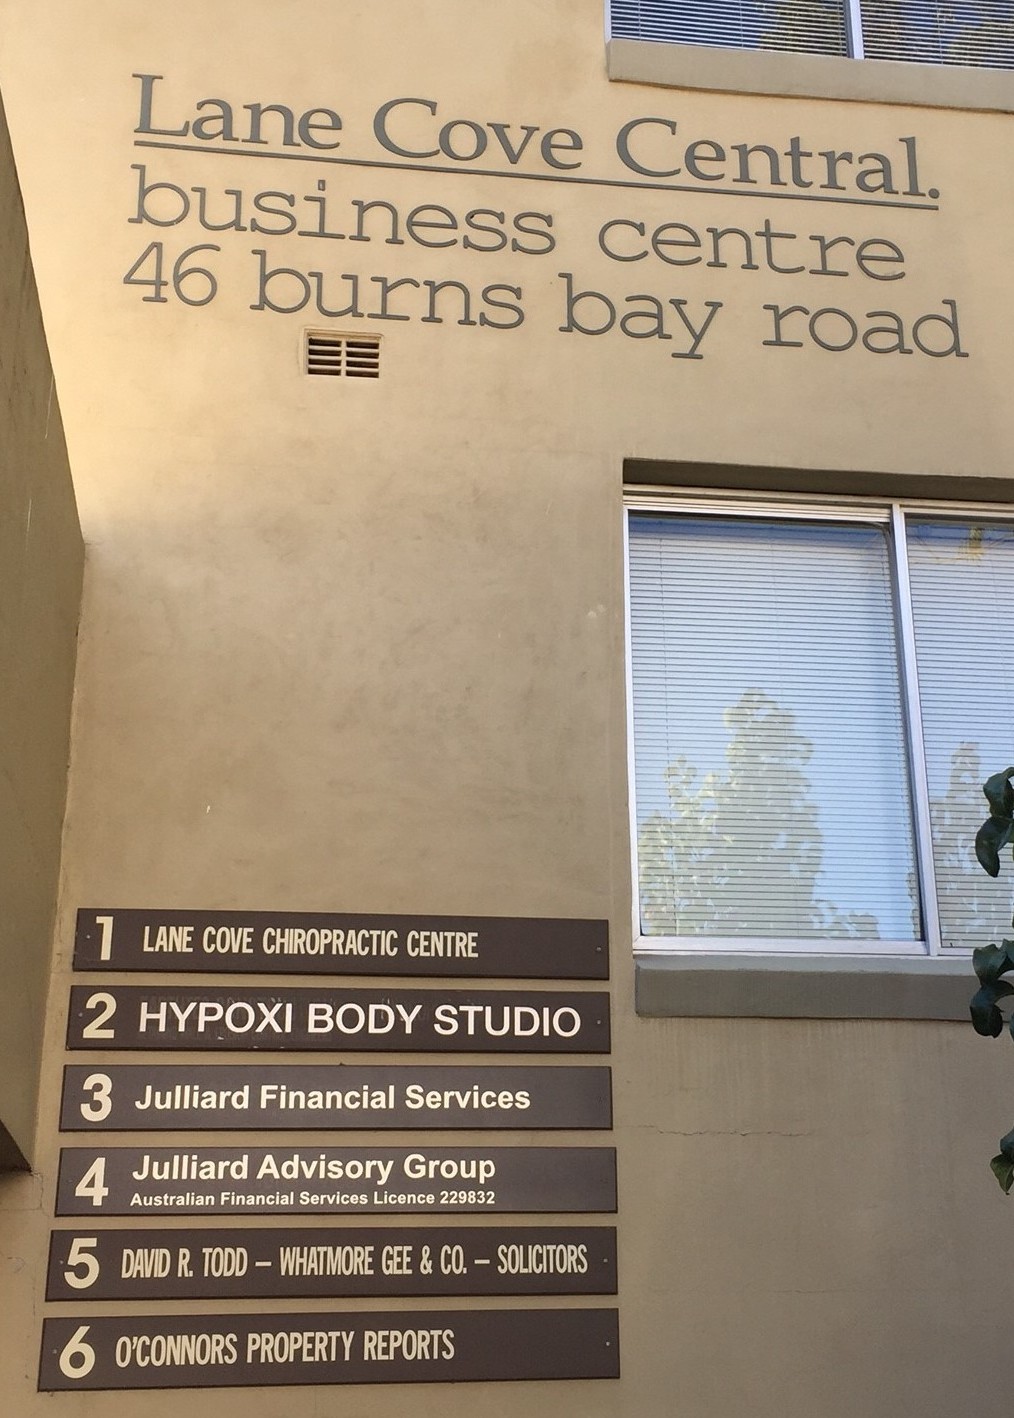 Lane Cove Central.
business centre
46 burns bay road
1 LANE COVE CHIROPRACTIC CENTRE
2 HYPOXI BODY STUDIO
3 Julliard Financial Services
4 Julliard Advisory Group
Australian Financial Services Licence 229832
5 DAVID R. TODD – WHATMORE GEE & CO. – SOLICITORS
6 O'CONNORS PROPERTY REPORTS